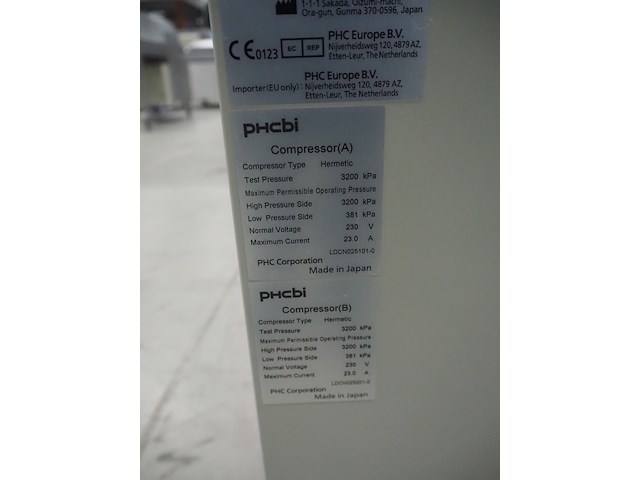 1-1-1 Sakada, Oizumi-machi,
Ora-gun, Gunma 370-0596, Japan
CE 0123 EC REP PHC Europe B.V.
Nijverheidsweg 120, 4879 AZ,
Etten-Leur, The Netherlands
PHC Europe B.V.
Importer(EU only) : Nijverheidsweg 120, 4879 AZ,
Etten-Leur, The Netherlands
PHCbi
Compressor(A)
Compressor Type Hermetic
Test Pressure 3200 kPa
Maximum Permissible Operating Pressure
High Pressure Side 3200 kPa
Low Pressure Side 381 kPa
Normal Voltage 230 V
Maximum Current 23.0 A
LDCN025101-0
PHC Corporation
Made in Japan
PHCbi
Compressor(B)
Compressor Type Hermetic
Test Pressure 3200 kPa
Maximum Permissible Operating Pressure
High Pressure Side 3200 kPa
Low Pressure Side 381 kPa
Normal Voltage 230 V
Maximum Current 23.0 A
PHC Corporation
Made in Japan